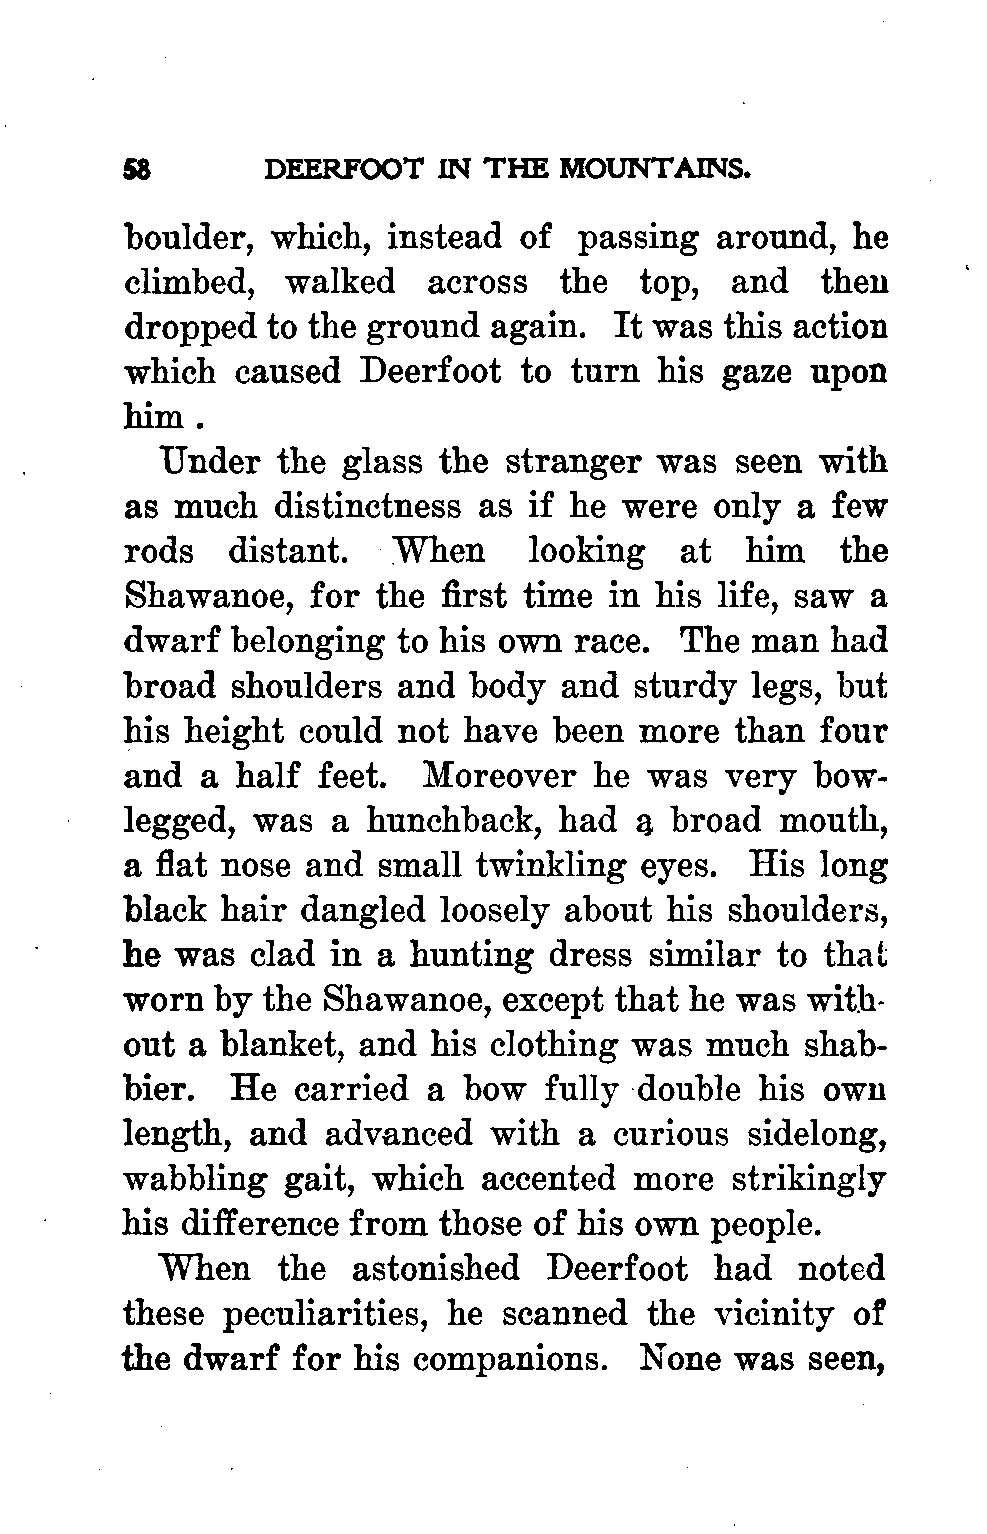 58 DEERFOOT IN THE MOUNTAINS.
boulder, which, instead of passing around, he
climbed, walked across the top, and then
dropped to the ground again. It was this action
which caused Deerfoot to turn his gaze upon
him .
Under the glass the stranger was seen with
as much distinctness as if he were only a few
rods distant. When looking at him the
Shawanoe, for the first time in his life, saw a
dwarf belonging to his own race. The man had
broad shoulders and body and sturdy legs, but
his height could not have been more than four
and a half feet. Moreover he was very bow-
legged, was a hunchback, had a broad mouth,
a flat nose and small twinkling eyes. His long
black hair dangled loosely about his shoulders,
he was clad in a hunting dress similar to that
worn by the Shawanoe, except that he was with-
out a blanket, and his clothing was much shab-
bier. He carried a bow fully double his own
length, and advanced with a curious sidelong,
wabbling gait, which accented more strikingly
his difference from those of his own people.
When the astonished Deerfoot had noted
these peculiarities, he scanned the vicinity of
the dwarf for his companions. None was seen,